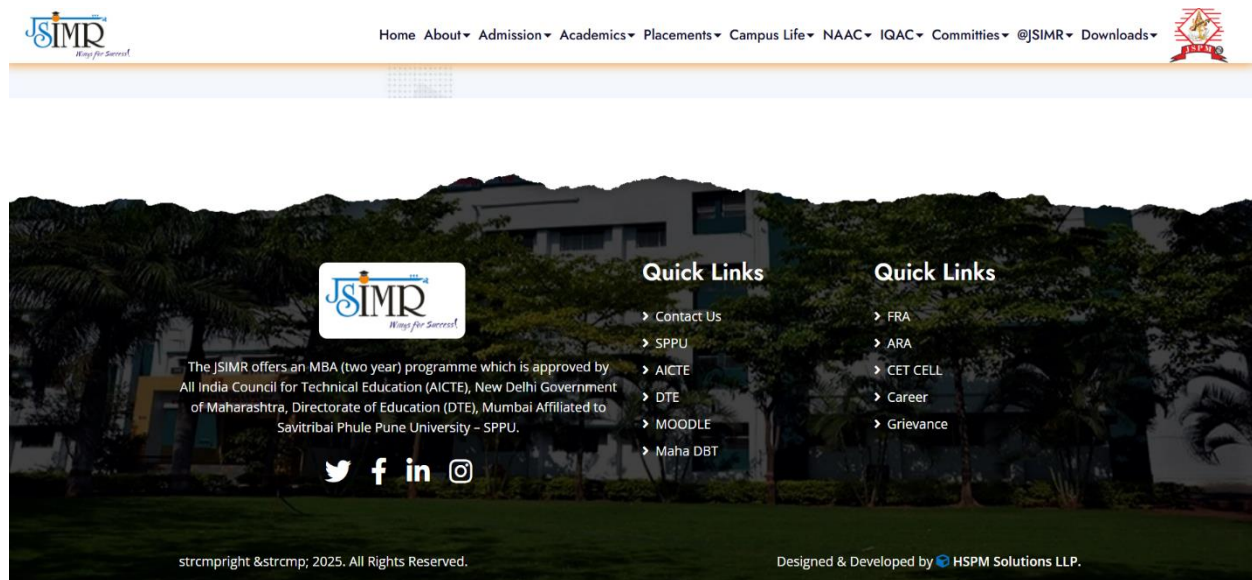 JSIMR
Wings for Success!
Home About Admission Academics Placements Campus Life NAAC IQAC Committies @JSIMR Downloads
JSPM
JSIMR
Wings for Success!
The JSIMR offers an MBA (two year) programme which is approved by
All India Council for Technical Education (AICTE), New Delhi Government
of Maharashtra, Directorate of Education (DTE), Mumbai Affiliated to
Savitribai Phule Pune University – SPPU.
Quick Links
Contact Us
SPPU
AICTE
DTE
MOODLE
Maha DBT
Quick Links
FRA
ARA
CET CELL
Career
Grievance
strcmpright &strcmp; 2025. All Rights Reserved.
Designed & Developed by HSPM Solutions LLP.